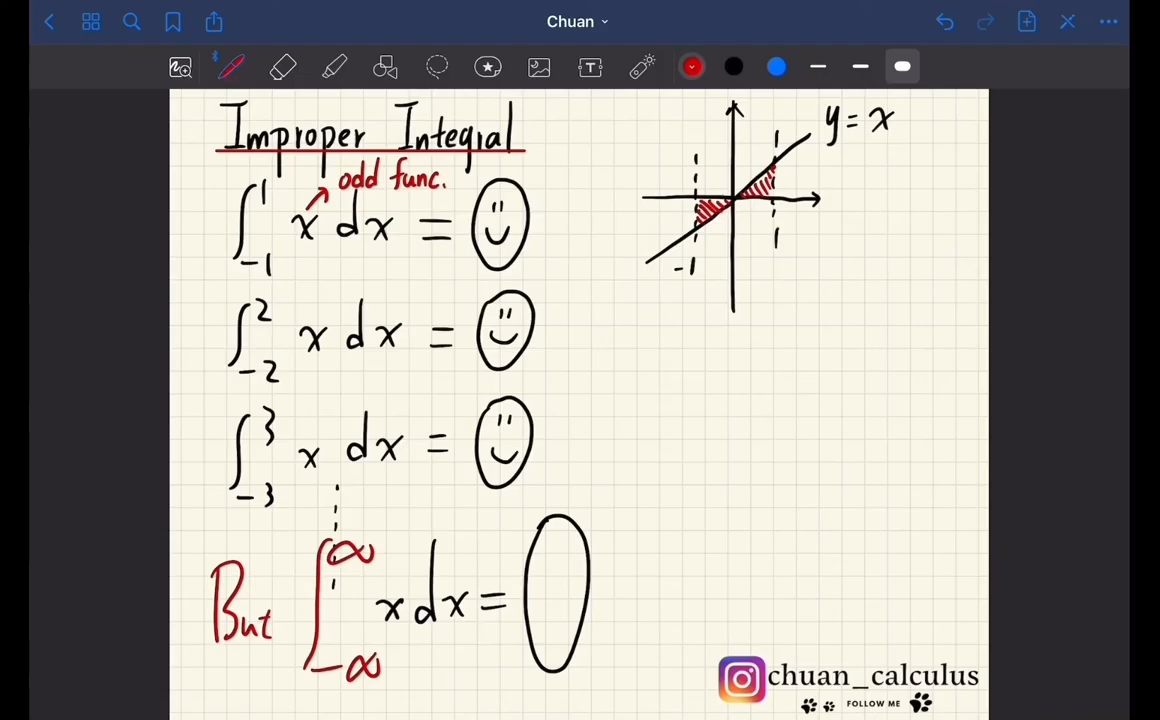 Chuan
Improper Integral
odd func.
y = x
∫_{-1}^{1} x dx =
-1
1
∫_{-2}^{2} x dx =
∫_{-3}^{3} x dx =
But ∫_{-∞}^{∞} x dx =
chuan_calculus
FOLLOW ME